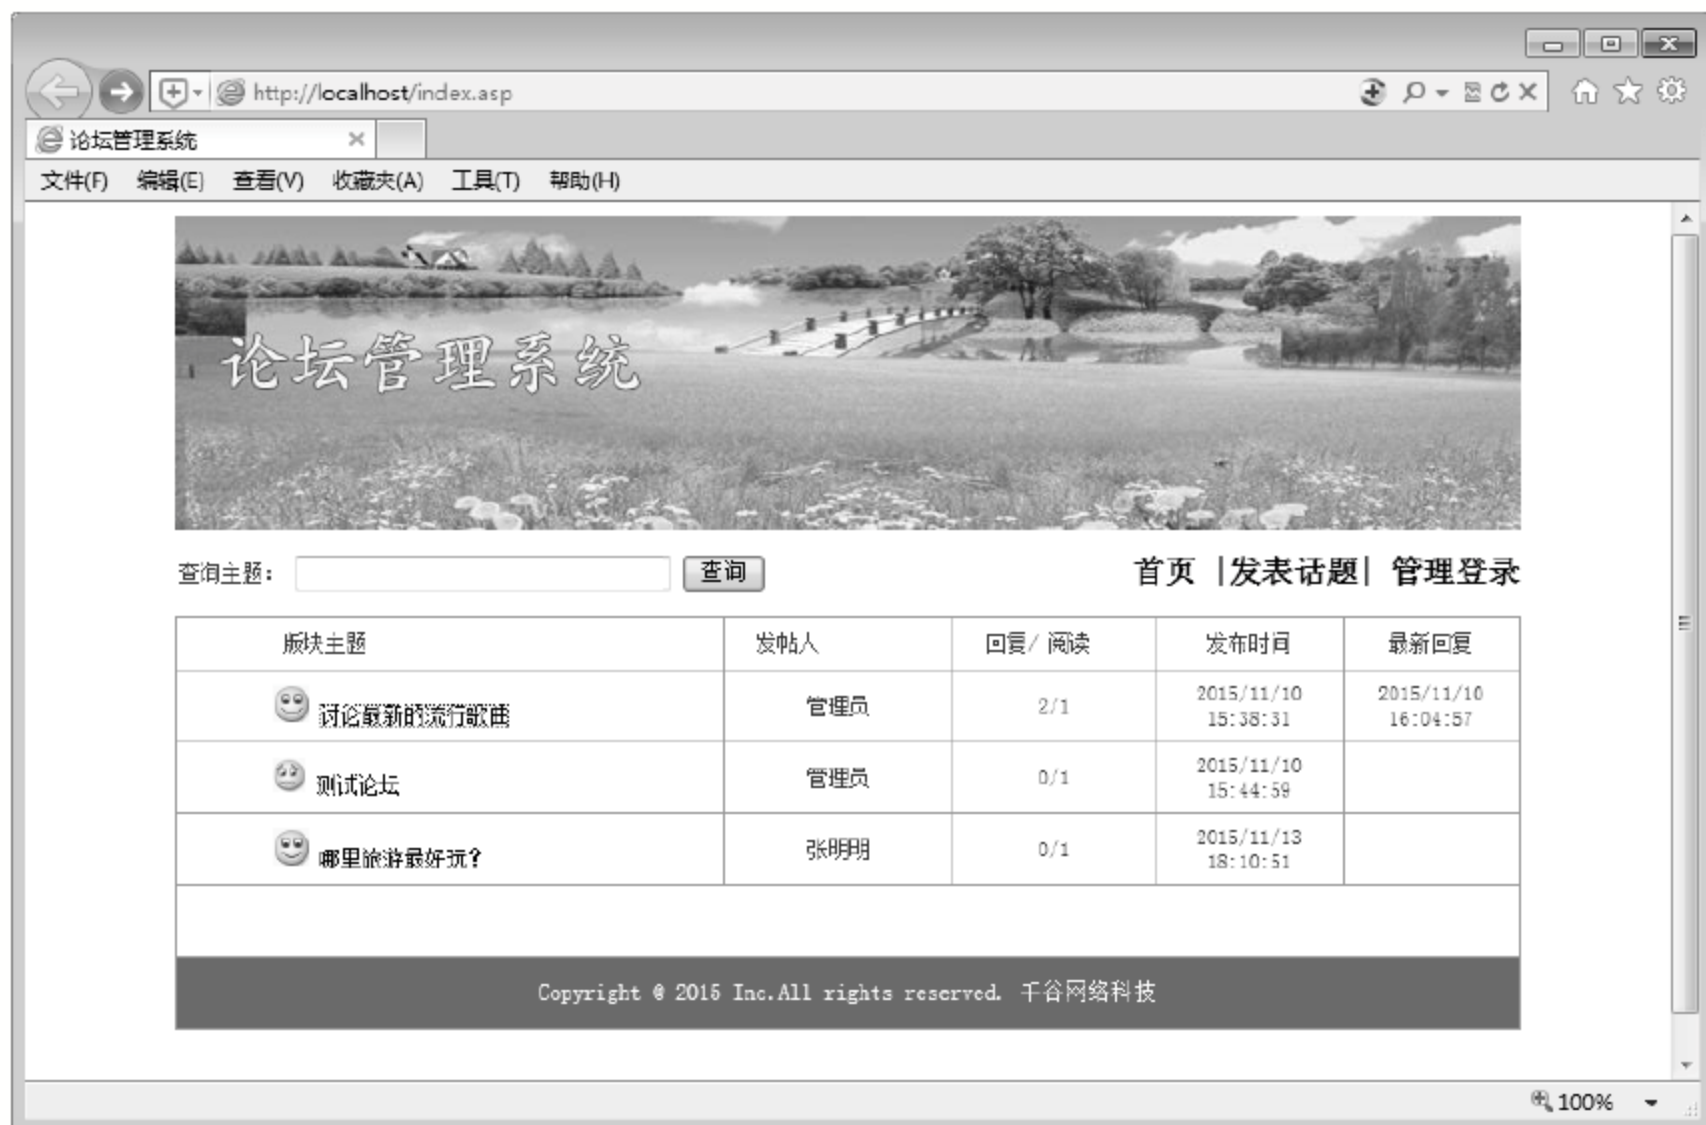 http://localhost/index.asp
论坛管理系统
文件(F) 编辑(E) 查看(V) 收藏夹(A) 工具(T) 帮助(H)
论坛管理系统
查询主题： 查询 首页 |发表话题| 管理登录
版块主题 发帖人 回复/ 阅读 发布时间 最新回复
讨论最新的流行歌曲 管理员 2/1 2015/11/10 15:38:31 2015/11/10 16:04:57
测试论坛 管理员 0/1 2015/11/10 15:44:59
哪里旅游最好玩? 张明明 0/1 2015/11/13 18:10:51
Copyright @ 2015 Inc.All rights reserved. 千谷网络科技
100%